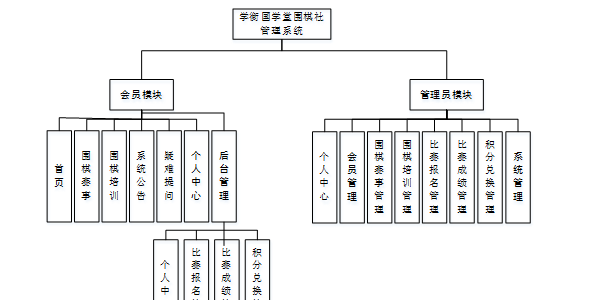 学衡国学堂围棋社
管理系统
会员模块
管理员模块
首页
围棋赛事
围棋培训
系统公告
疑难提问
个人中心
后台管理
个人中心
会员管理
围棋赛事管理
围棋培训管理
比赛报名管理
比赛成绩管理
积分兑换管理
系统管理
个人中
比赛报名
比赛成绩
积分兑换